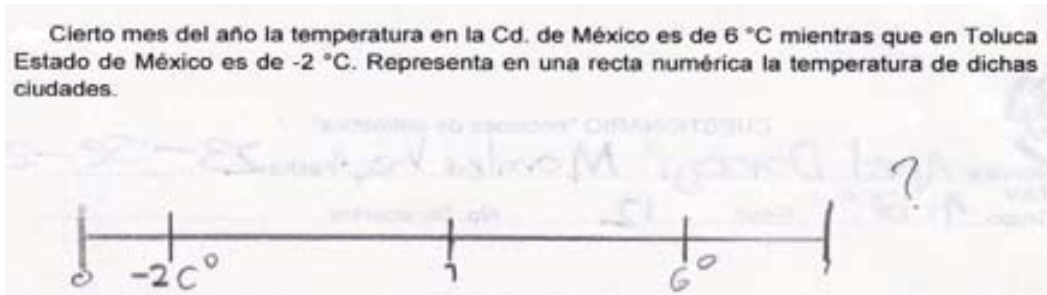 Cierto mes del año la temperatura en la Cd. de México es de 6 °C mientras que en Toluca
Estado de México es de -2 °C. Representa en una recta numérica la temperatura de dichas
ciudades.
?
0 -2C° 1 6°